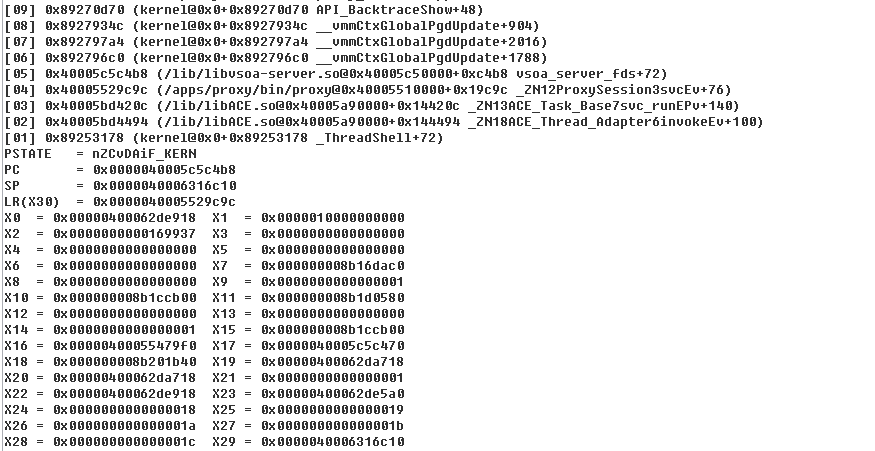 [09] 0x89270d70 (kernel@0x0+0x89270d70 API_BacktraceShow+48)
[08] 0x8927934c (kernel@0x0+0x8927934c __vmmCtxGlobalPgdUpdate+904)
[07] 0x892797a4 (kernel@0x0+0x892797a4 __vmmCtxGlobalPgdUpdate+2016)
[06] 0x892796c0 (kernel@0x0+0x892796c0 __vmmCtxGlobalPgdUpdate+1788)
[05] 0x40005c5c4b8 (/lib/libvsoa-server.so@0x40005c50000+0xc4b8 vsoa_server_fds+72)
[04] 0x40005529c9c (/apps/proxy/bin/proxy@0x40005510000+0x19c9c _ZN12ProxySession3svcEv+76)
[03] 0x40005bd420c (/lib/libACE.so@0x40005a90000+0x14420c _ZN13ACE_Task_Base7svc_runEPv+140)
[02] 0x40005bd4494 (/lib/libACE.so@0x40005a90000+0x144494 _ZN18ACE_Thread_Adapter6invokeEv+100)
[01] 0x89253178 (kernel@0x0+0x89253178 _ThreadShell+72)
PSTATE   = nZCvDAiF_KERN
PC       = 0x0000040005c5c4b8
SP       = 0x0000040006316c10
LR(X30)  = 0x0000040005529c9c
X0  = 0x00000400062de918  X1  = 0x0000010000000000
X2  = 0x0000000000169937  X3  = 0x0000000000000000
X4  = 0x0000000000000000  X5  = 0x0000000000000000
X6  = 0x0000000000000000  X7  = 0x000000008b16dac0
X8  = 0x0000000000000000  X9  = 0x0000000000000001
X10 = 0x000000008b1ccb00  X11 = 0x000000008b1d0580
X12 = 0x0000000000000000  X13 = 0x0000000000000000
X14 = 0x0000000000000001  X15 = 0x000000008b1ccb00
X16 = 0x00000400055479f0  X17 = 0x0000040005c5c470
X18 = 0x000000008b201b40  X19 = 0x00000400062da718
X20 = 0x00000400062da718  X21 = 0x0000000000000001
X22 = 0x00000400062de918  X23 = 0x00000400062de5a0
X24 = 0x0000000000000018  X25 = 0x0000000000000019
X26 = 0x000000000000001a  X27 = 0x000000000000001b
X28 = 0x000000000000001c  X29 = 0x0000040006316c10